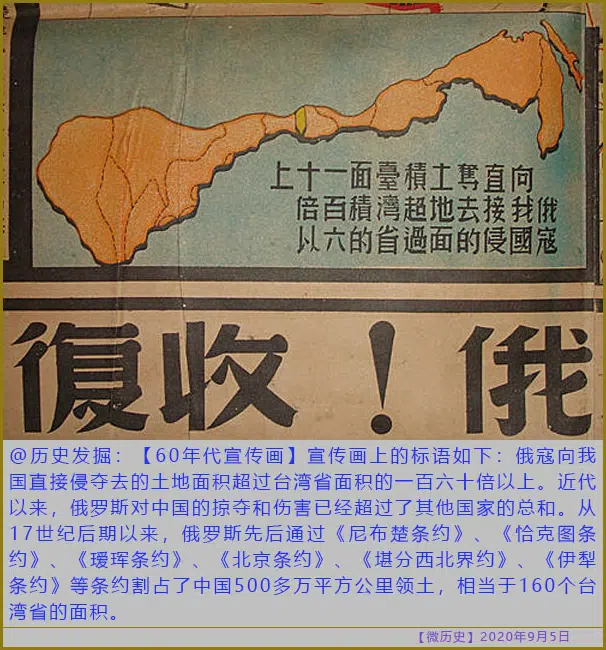 俄寇
向我國
直接侵
奪去的
土地面
積超過
臺灣省
面積的
一百六
十倍以
上
俄！收復
@历史发掘：【60年代宣传画】宣传画上的标语如下：俄寇向我
国直接侵夺去的土地面积超过台湾省面积的一百六十倍以上。近代
以来，俄罗斯对中国的掠夺和伤害已经超过了其他国家的总和。从
17世纪后期以来，俄罗斯先后通过《尼布楚条约》、《恰克图条
约》、《瑷珲条约》、《北京条约》、《堪分西北界约》、《伊犁
条约》等条约割占了中国500多万平方公里领土，相当于160个台
湾省的面积。
【微历史】2020年9月5日